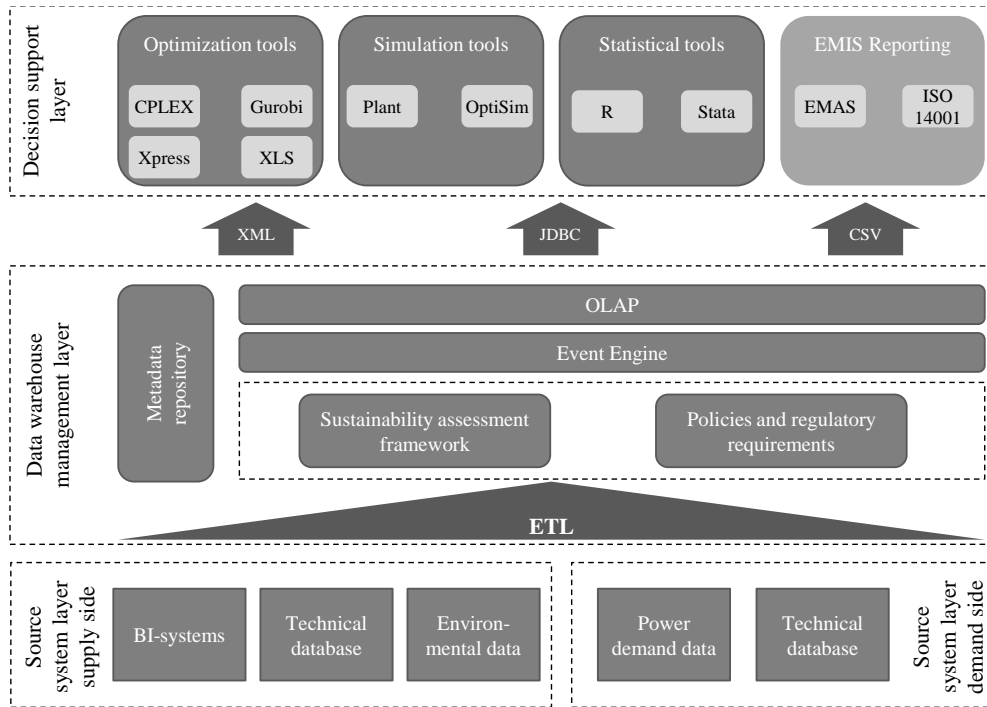 Decision support
layer
Optimization tools
CPLEX
Gurobi
Xpress
XLS
Simulation tools
Plant
OptiSim
Statistical tools
R
Stata
EMIS Reporting
EMAS
ISO
14001
XML
JDBC
CSV
Data warehouse
management layer
Metadata
repository
OLAP
Event Engine
Sustainability assessment
framework
Policies and regulatory
requirements
ETL
Source
system layer
supply side
BI-systems
Technical
database
Environ-
mental data
Power
demand data
Technical
database
Source
system layer
demand side